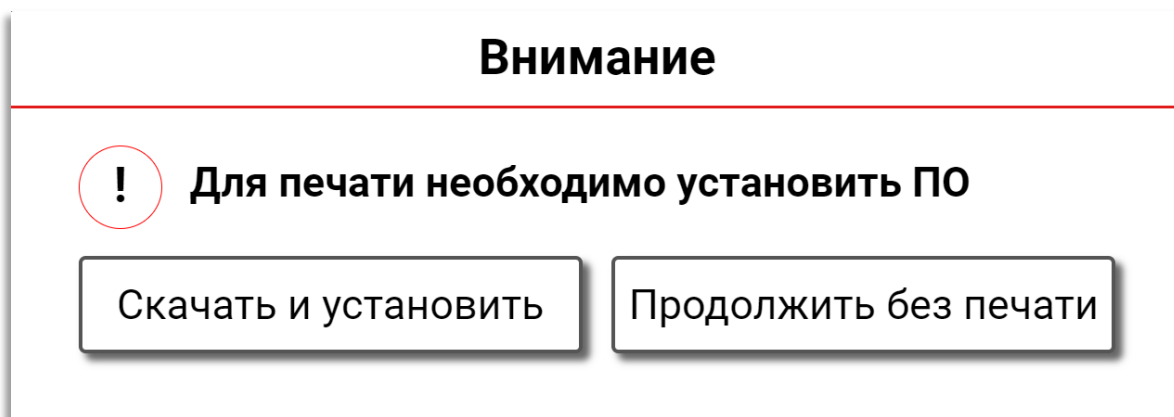 Внимание
! Для печати необходимо установить ПО
Скачать и установить Продолжить без печати